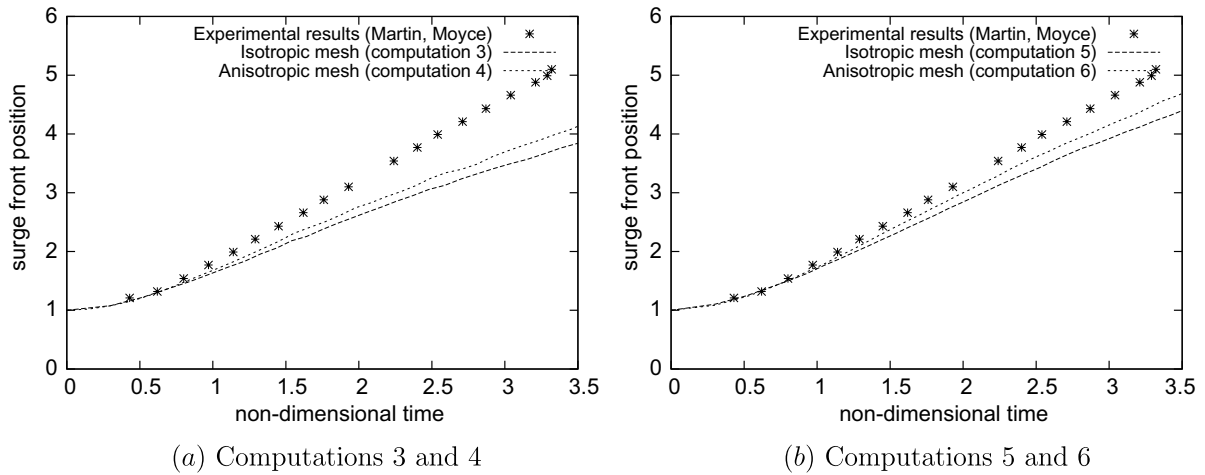 6
5
4
3
2
1
0
surge front position
Experimental results (Martin, Moyce)
Isotropic mesh (computation 3)
Anisotropic mesh (computation 4)
0 0.5 1 1.5 2 2.5 3 3.5
non-dimensional time
(a) Computations 3 and 4
6
5
4
3
2
1
0
surge front position
Experimental results (Martin, Moyce)
Isotropic mesh (computation 5)
Anisotropic mesh (computation 6)
0 0.5 1 1.5 2 2.5 3 3.5
non-dimensional time
(b) Computations 5 and 6